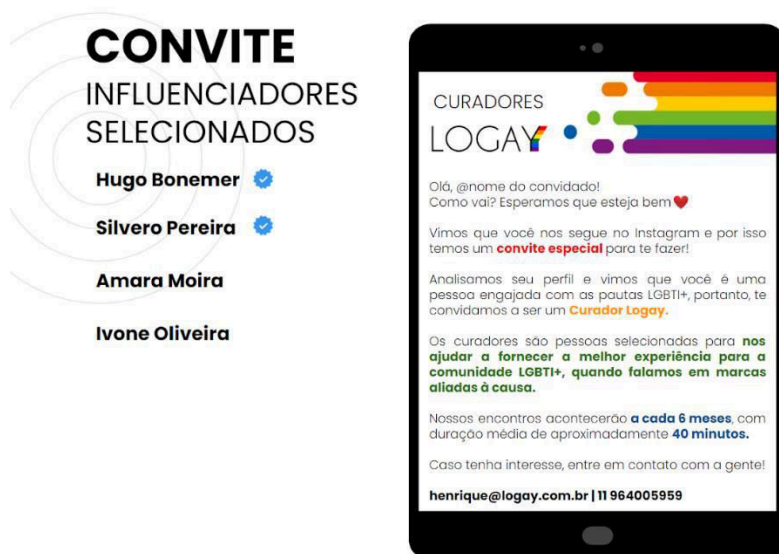 CONVITE
INFLUENCIADORES
SELECIONADOS
Hugo Bonemer
Silvero Pereira
Amara Moira
Ivone Oliveira
CURADORES
LOGAY
Olá, @nome do convidado!
Como vai? Esperamos que esteja bem ❤️
Vimos que você nos segue no Instagram e por isso
temos um convite especial para te fazer!
Analisamos seu perfil e vimos que você é uma
pessoa engajada com as pautas LGBTI+, portanto, te
convidamos a ser um Curador Logay.
Os curadores são pessoas selecionadas para nos
ajudar a fornecer a melhor experiência para a
comunidade LGBTI+, quando falamos em marcas
aliadas à causa.
Nossos encontros acontecerão a cada 6 meses, com
duração média de aproximadamente 40 minutos.
Caso tenha interesse, entre em contato com a gente!
henrique@logay.com.br | 11 964005959